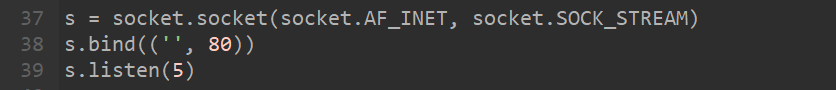 37 s = socket.socket(socket.AF_INET, socket.SOCK_STREAM)
38 s.bind(('', 80))
39 s.listen(5)